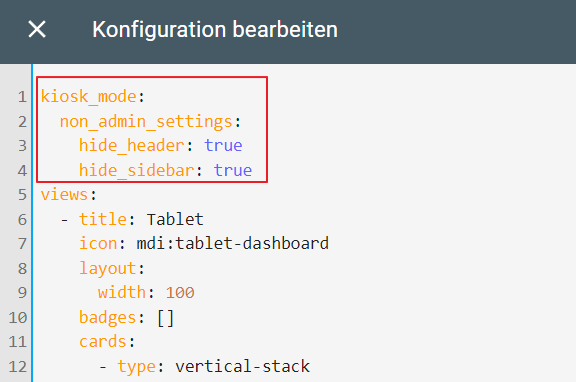 ✕ Konfiguration bearbeiten
1 kiosk_mode:
2   non_admin_settings:
3     hide_header: true
4     hide_sidebar: true
5 views:
6   - title: Tablet
7     icon: mdi:tablet-dashboard
8     layout:
9       width: 100
10     badges: []
11     cards:
12       - type: vertical-stack